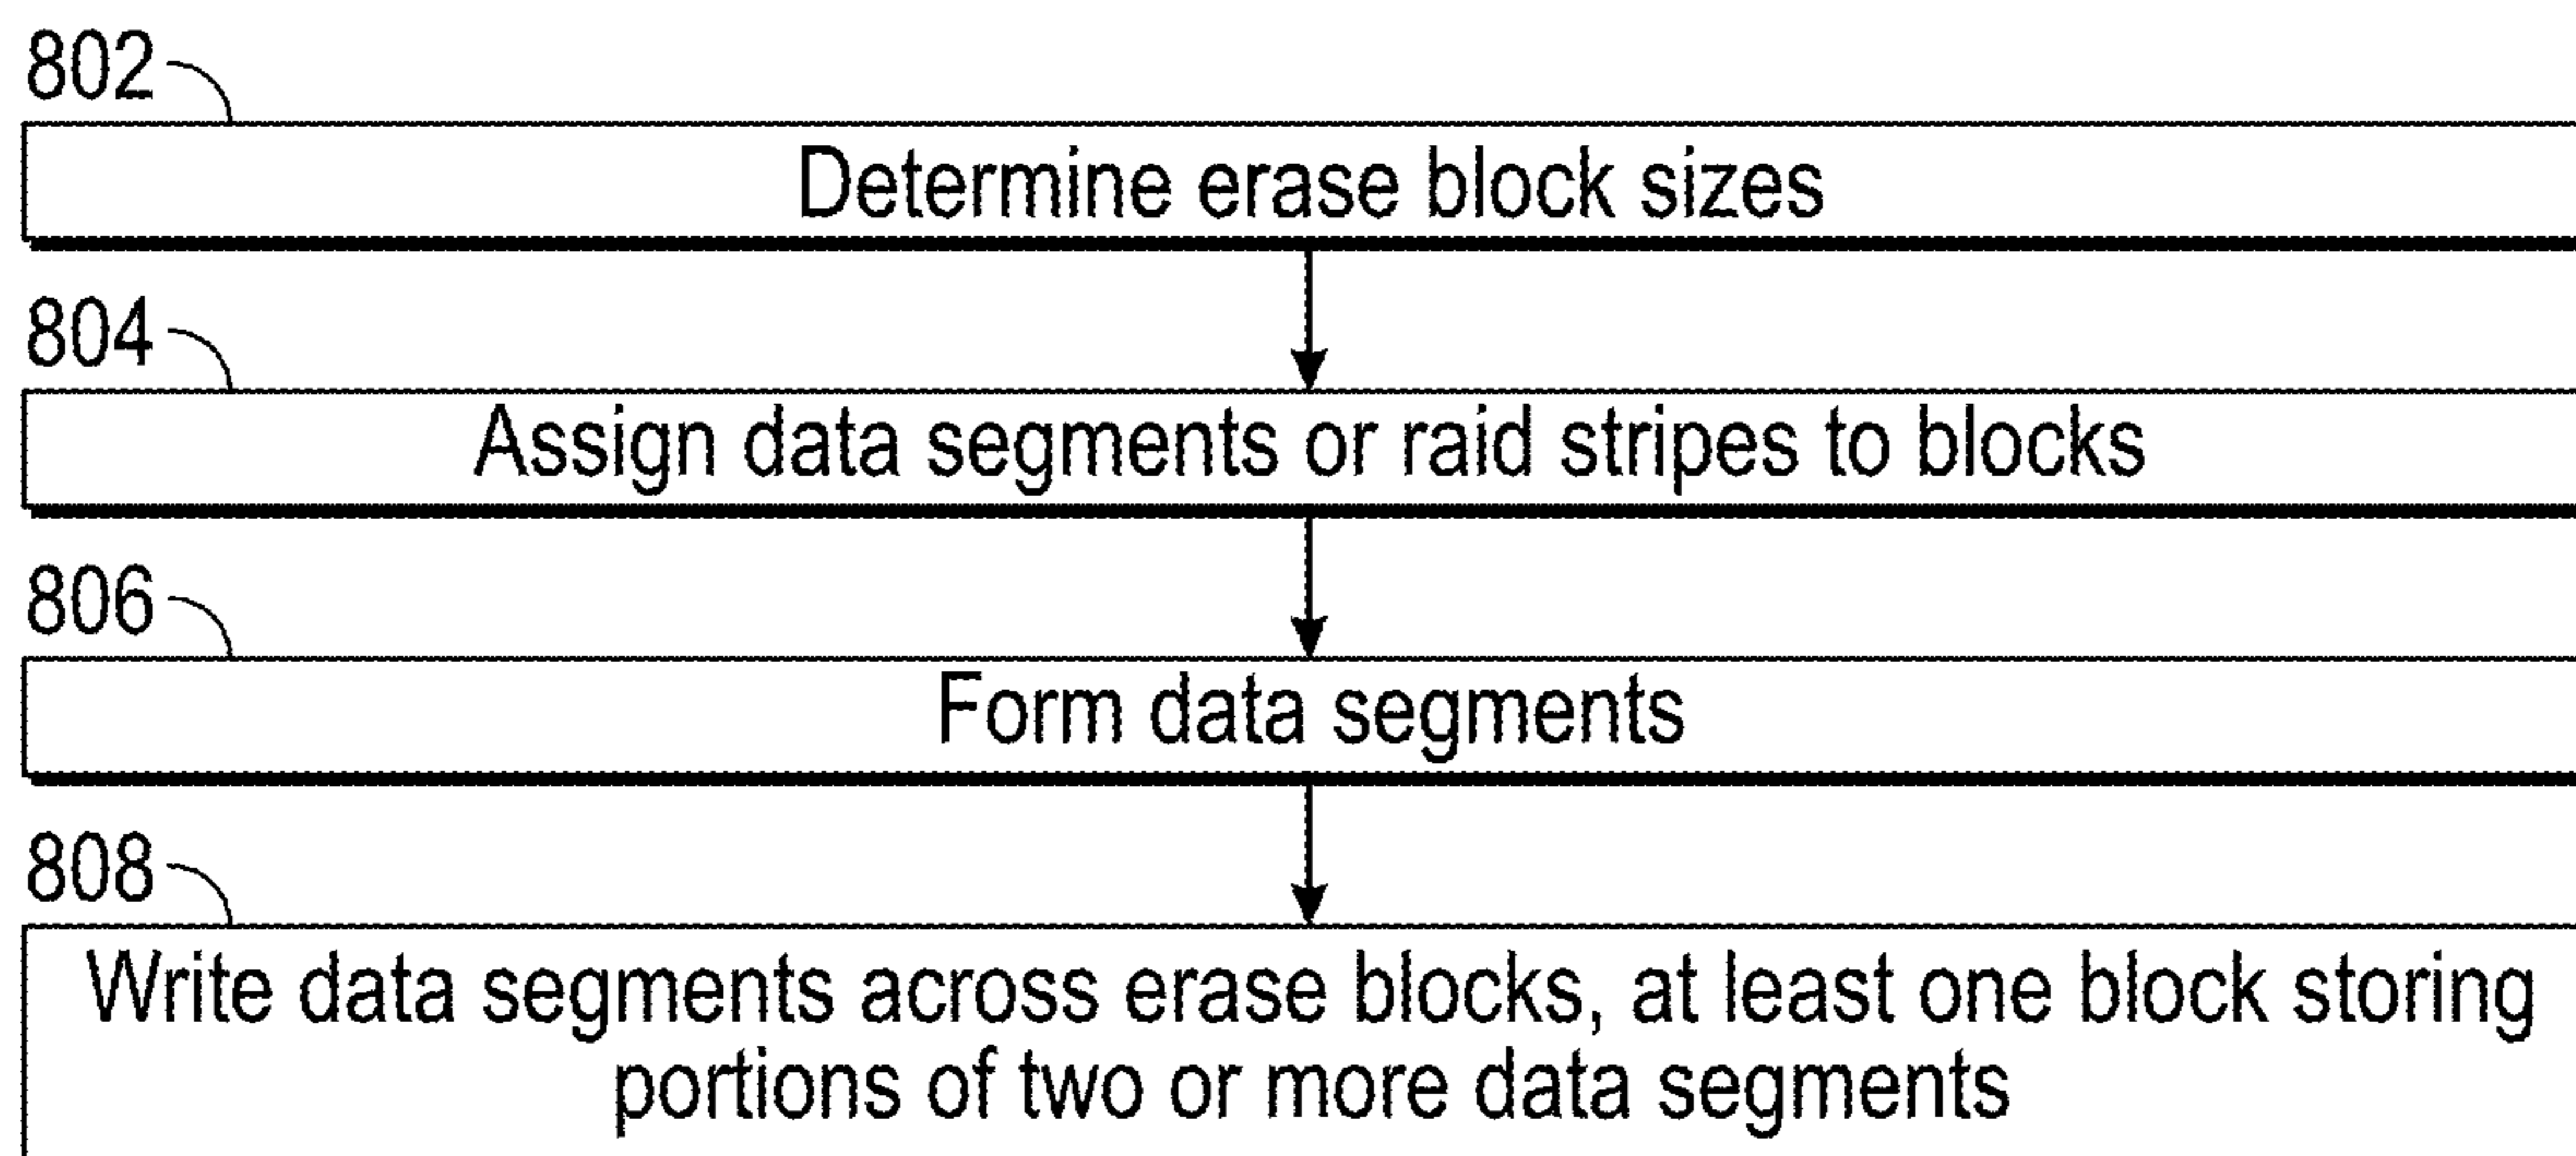 802
Determine erase block sizes
804
Assign data segments or raid stripes to blocks
806
Form data segments
808
Write data segments across erase blocks, at least one block storing
portions of two or more data segments